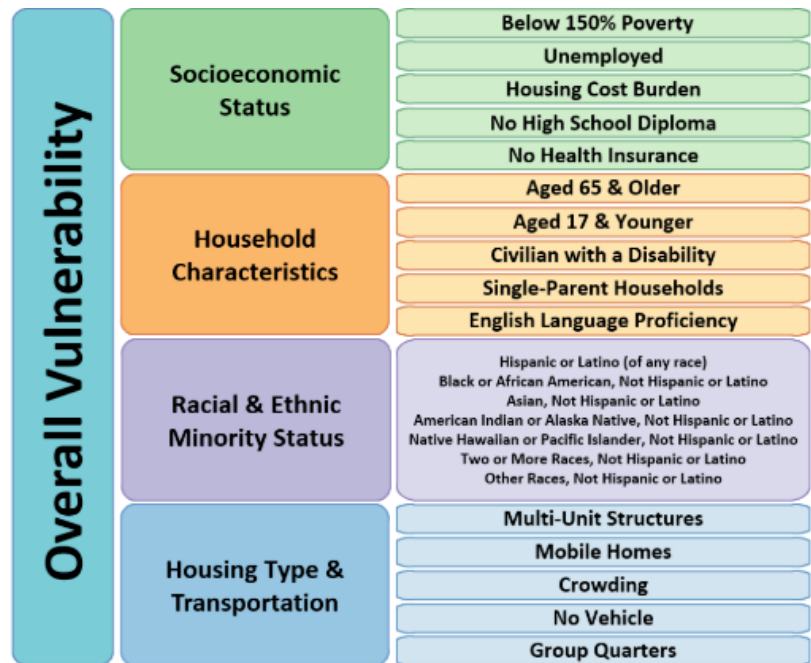 Overall Vulnerability
Socioeconomic
Status
Below 150% Poverty
Unemployed
Housing Cost Burden
No High School Diploma
No Health Insurance
Household
Characteristics
Aged 65 & Older
Aged 17 & Younger
Civilian with a Disability
Single-Parent Households
English Language Proficiency
Racial & Ethnic
Minority Status
Hispanic or Latino (of any race)
Black or African American, Not Hispanic or Latino
Asian, Not Hispanic or Latino
American Indian or Alaska Native, Not Hispanic or Latino
Native Hawaiian or Pacific Islander, Not Hispanic or Latino
Two or More Races, Not Hispanic or Latino
Other Races, Not Hispanic or Latino
Housing Type &
Transportation
Multi-Unit Structures
Mobile Homes
Crowding
No Vehicle
Group Quarters